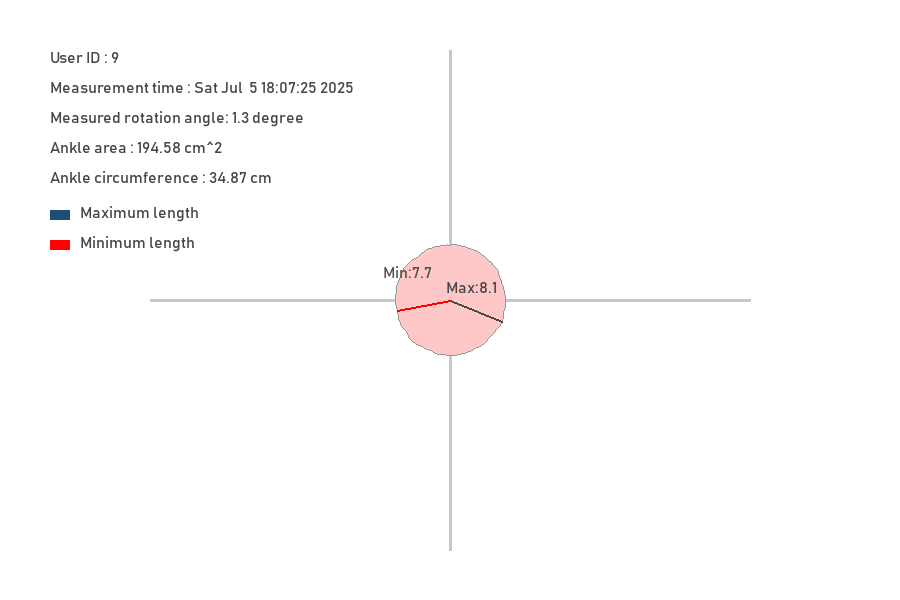 User ID : 9
Measurement time : Sat Jul  5 18:07:25 2025
Measured rotation angle: 1.3 degree
Ankle area : 194.58 cm^2
Ankle circumference : 34.87 cm
Maximum length
Minimum length
Min:7.7
Max:8.1